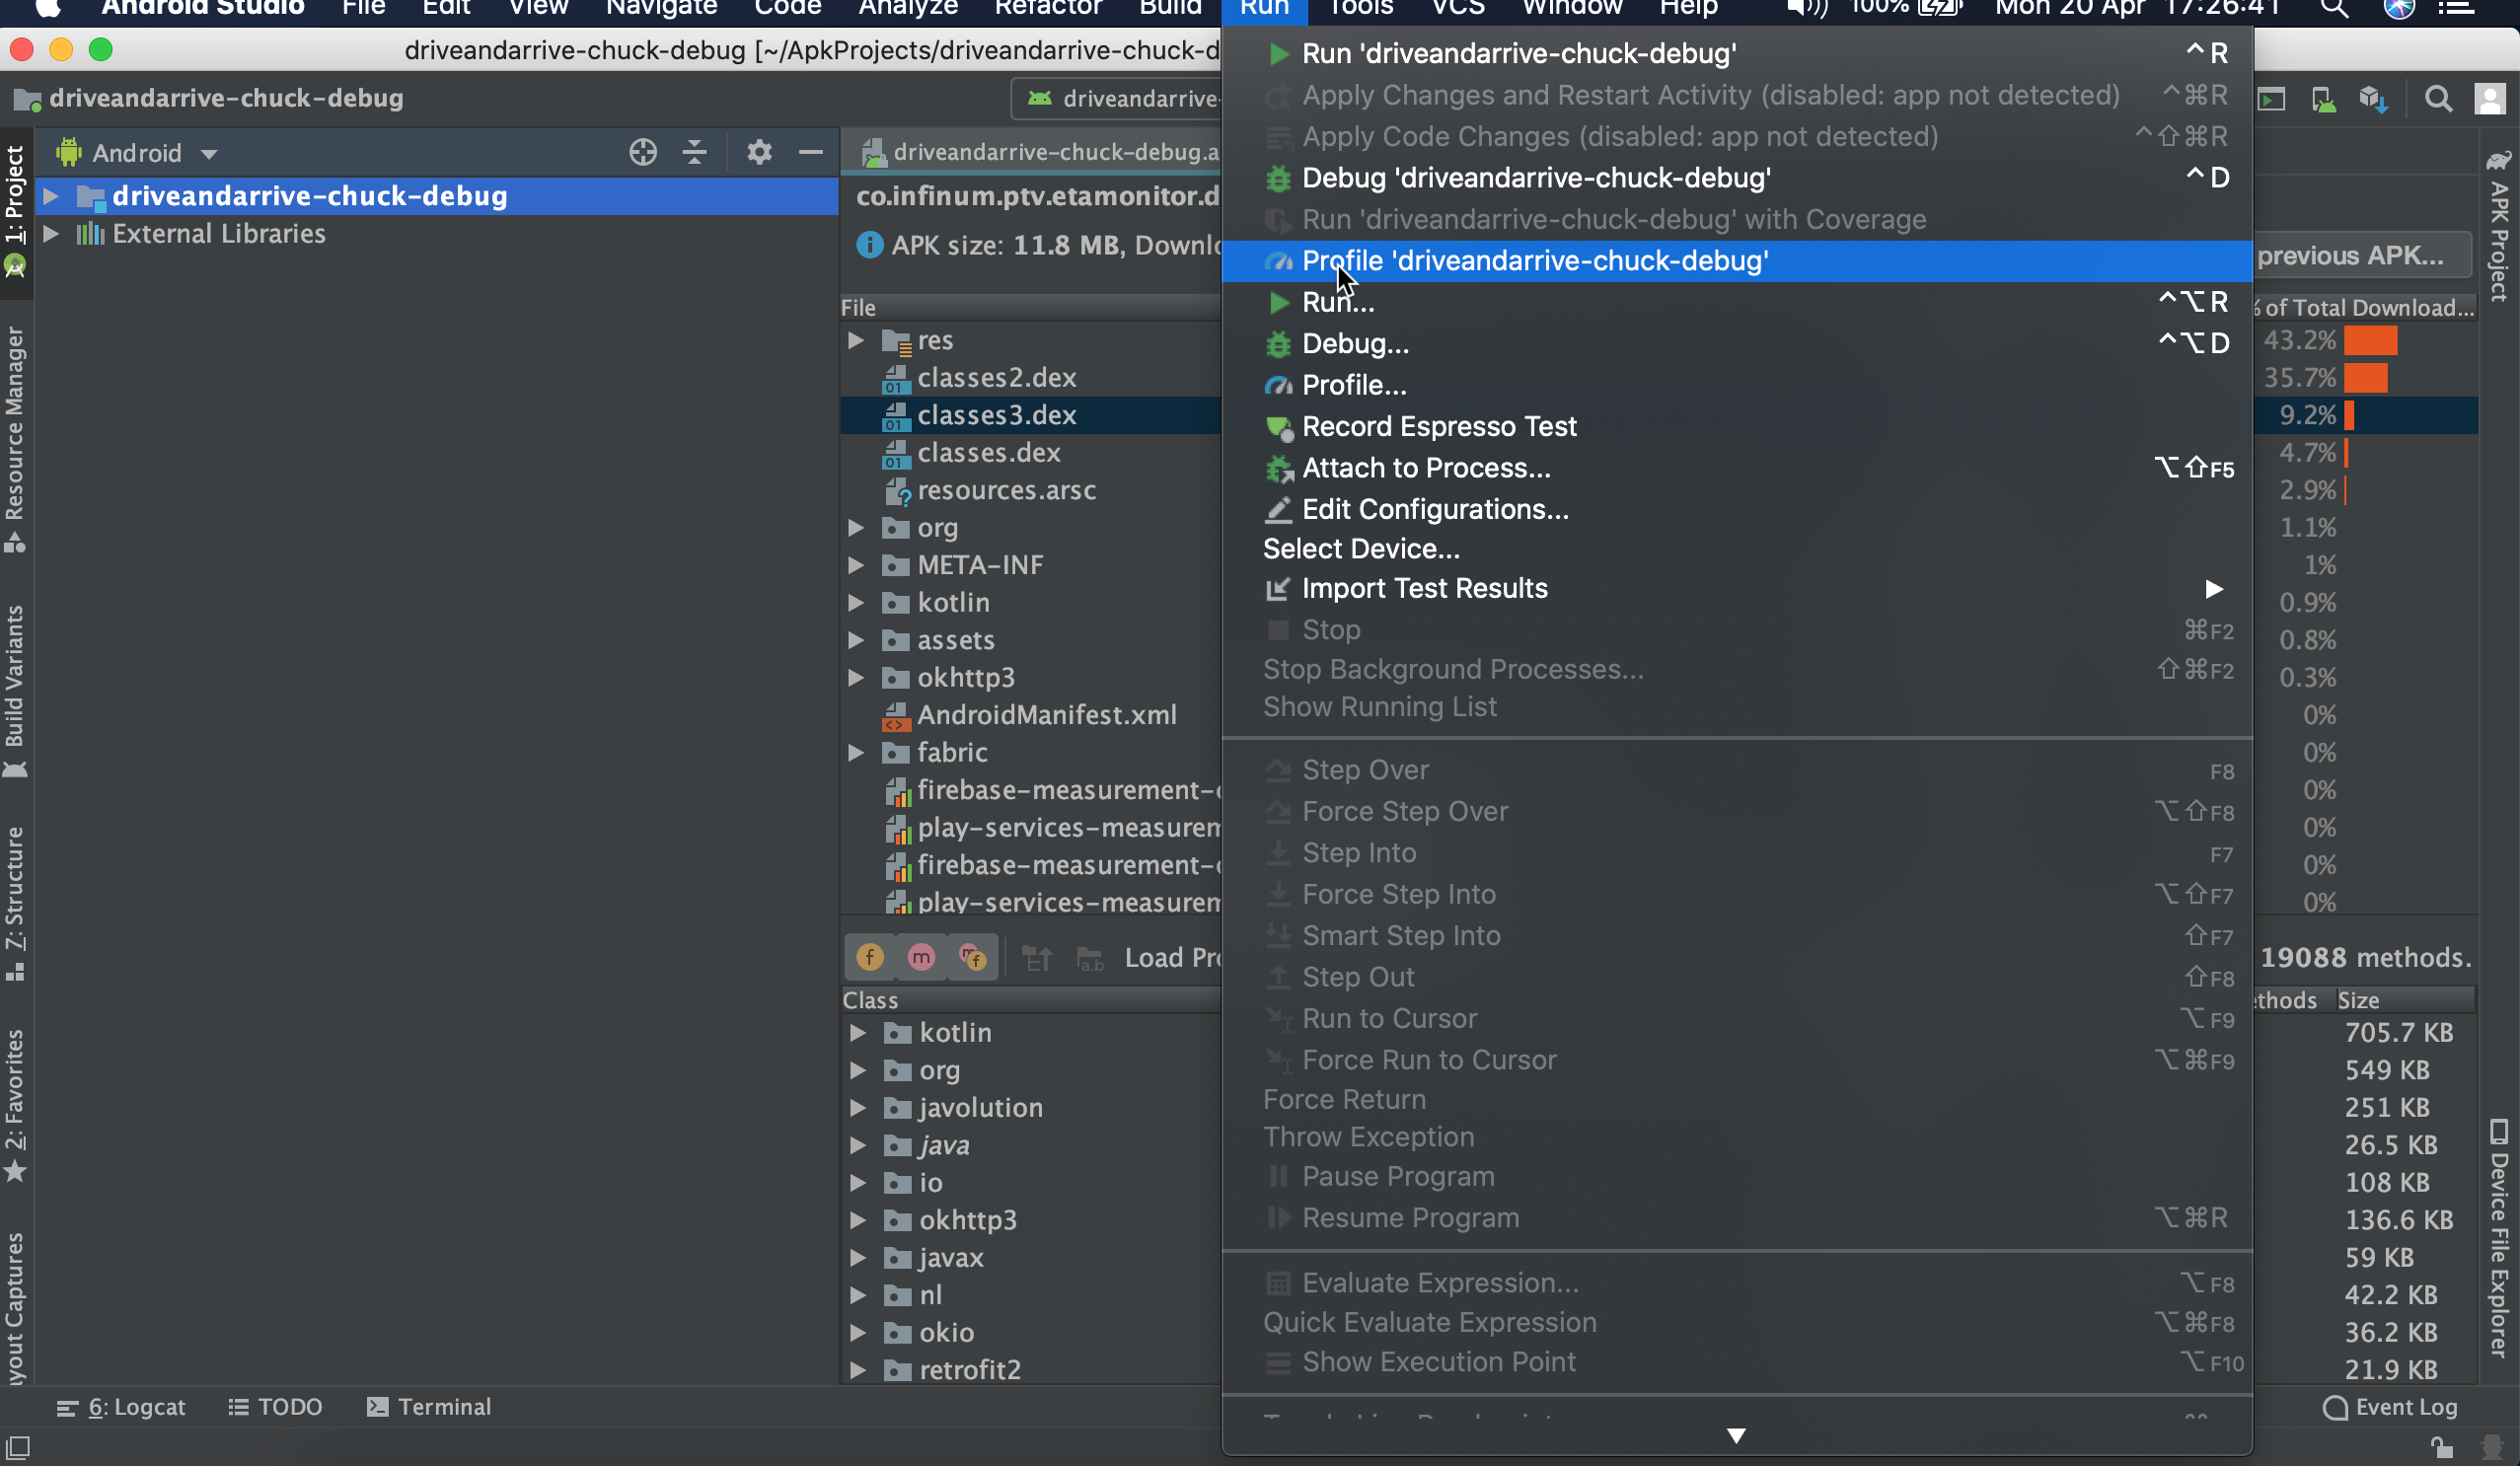 Android Studio File Edit View Navigate Code Analyze Refactor Build Run Tools VCS Window Help 100% Mon 20 Apr 17:26:41
driveandarrive-chuck-debug [~/ApkProjects/driveandarrive-chuck-d
driveandarrive-chuck-debug
driveandarrive-
Android
driveandarrive-chuck-debug
External Libraries
1: Project
Resource Manager
Build Variants
7: Structure
2: Favorites
ayout Captures
driveandarrive-chuck-debug.a
co.infinum.ptv.etamonitor.d
APK size: 11.8 MB, Downlo
File
res
classes2.dex
classes3.dex
classes.dex
resources.arsc
org
META-INF
kotlin
assets
okhttp3
AndroidManifest.xml
fabric
firebase-measurement-c
play-services-measurem
firebase-measurement-c
play-services-measurem
f m m f a.b Load Pro
Class
kotlin
org
javolution
java
io
okhttp3
javax
nl
okio
retrofit2
Run 'driveandarrive-chuck-debug' ⌃R
Apply Changes and Restart Activity (disabled: app not detected) ⌃⌘R
Apply Code Changes (disabled: app not detected) ⌃⇧⌘R
Debug 'driveandarrive-chuck-debug' ⌃D
Run 'driveandarrive-chuck-debug' with Coverage
Profile 'driveandarrive-chuck-debug'
Run... ⌃⌥R
Debug... ⌃⌥D
Profile...
Record Espresso Test
Attach to Process... ⌥⇧F5
Edit Configurations...
Select Device...
Import Test Results
Stop ⌘F2
Stop Background Processes... ⇧⌘F2
Show Running List
Step Over F8
Force Step Over ⌥⇧F8
Step Into F7
Force Step Into ⌥⇧F7
Smart Step Into ⇧F7
Step Out ⇧F8
Run to Cursor ⌥F9
Force Run to Cursor ⌥⌘F9
Force Return
Throw Exception
Pause Program
Resume Program ⌥⌘R
Evaluate Expression... ⌥F8
Quick Evaluate Expression ⌥⌘F8
Show Execution Point ⌥F10
previous APK...
% of Total Download...
43.2%
35.7%
9.2%
4.7%
2.9%
1.1%
1%
0.9%
0.8%
0.3%
0%
0%
0%
0%
0%
0%
19088 methods.
ethods Size
705.7 KB
549 KB
251 KB
26.5 KB
108 KB
136.6 KB
59 KB
42.2 KB
36.2 KB
21.9 KB
APK Project
Device File Explorer
6: Logcat TODO Terminal
Event Log